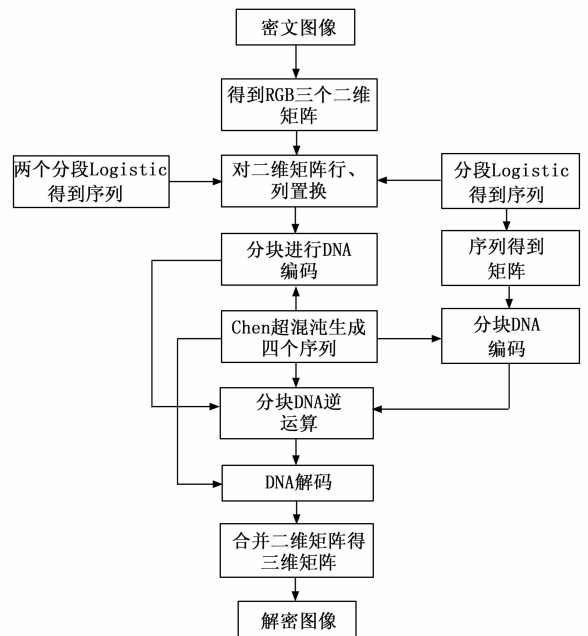 密文图像
得到RGB三个二维
矩阵
两个分段Logistic
得到序列
对二维矩阵行、
列置换
分段Logistic
得到序列
分块进行DNA
编码
序列得到
矩阵
Chen超混沌生成
四个序列
分块DNA
编码
分块DNA逆
运算
DNA解码
合并二维矩阵得
三维矩阵
解密图像